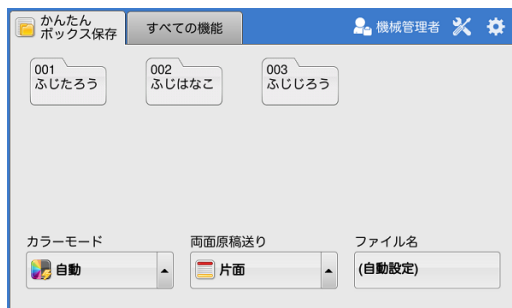 かんたん
ボックス保存
すべての機能
機械管理者
001
ふじたろう
002
ふじはなこ
003
ふじじろう
カラーモード
両面原稿送り
ファイル名
自動
片面
(自動設定)